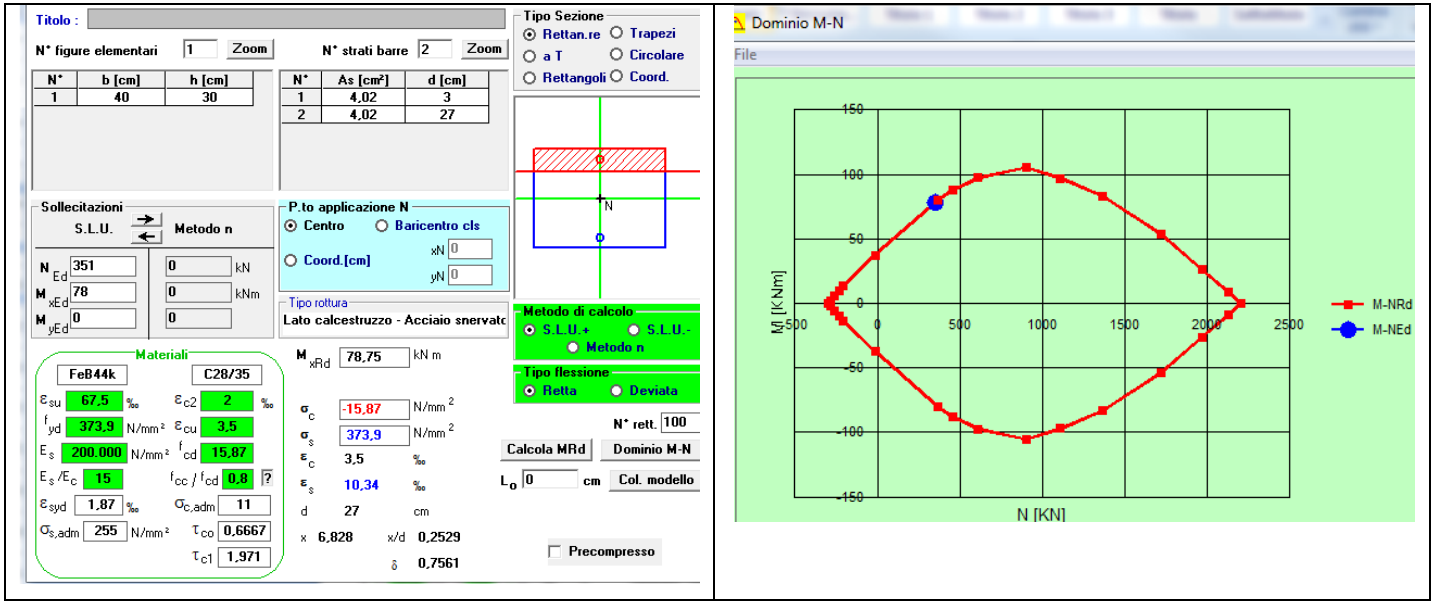 Titolo :
N° figure elementari 1 Zoom
N° strati barre 2 Zoom
N° b [cm] h [cm]
1 40 30
N° As [cm²] d [cm]
1 4,02 3
2 4,02 27
Tipo Sezione
Rettan.re Trapezi
a T Circolare
Rettangoli Coord.
N
Sollecitazioni
S.L.U. Metodo n
N Ed 351 0 kN
M xEd 78 0 kNm
M yEd 0 0
P.to applicazione N
Centro Baricentro cls
Coord.[cm] xN 0
yN 0
Tipo rottura
Lato calcestruzzo - Acciaio snervato
Metodo di calcolo
S.L.U.+ S.L.U.-
Metodo n
Tipo flessione
Retta Deviata
N° rett. 100
Calcola MRd Dominio M-N
L₀ 0 cm Col. modello
Precompresso
Materiali
FeB44k C28/35
εsu 67,5 ‰ εc2 2 ‰
fyd 373,9 N/mm² εcu 3,5
Es 200.000 N/mm² fcd 15,87
Es/Ec 15 fcc / fcd 0,8 ?
εsyd 1,87 ‰ σc,adm 11
σs,adm 255 N/mm² τco 0,6667
τc1 1,971
M xRd 78,75 kN m
σc -15,87 N/mm²
σs 373,9 N/mm²
εc 3,5 ‰
εs 10,34 ‰
d 27 cm
x 6,828 x/d 0,2529
δ 0,7561
Dominio M-N
File
150
100
50
0
-50
-100
-150
M [KNm]
-500 0 500 1000 1500 2000 2500
N [KN]
M-NRd
M-NEd